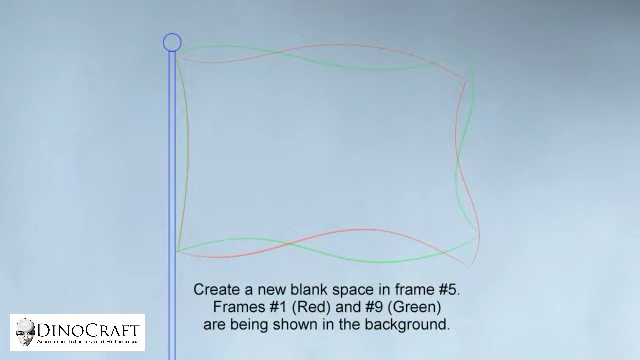 Create a new blank space in frame #5.
Frames #1 (Red) and #9 (Green)
are being shown in the background.
DINOCRAFT